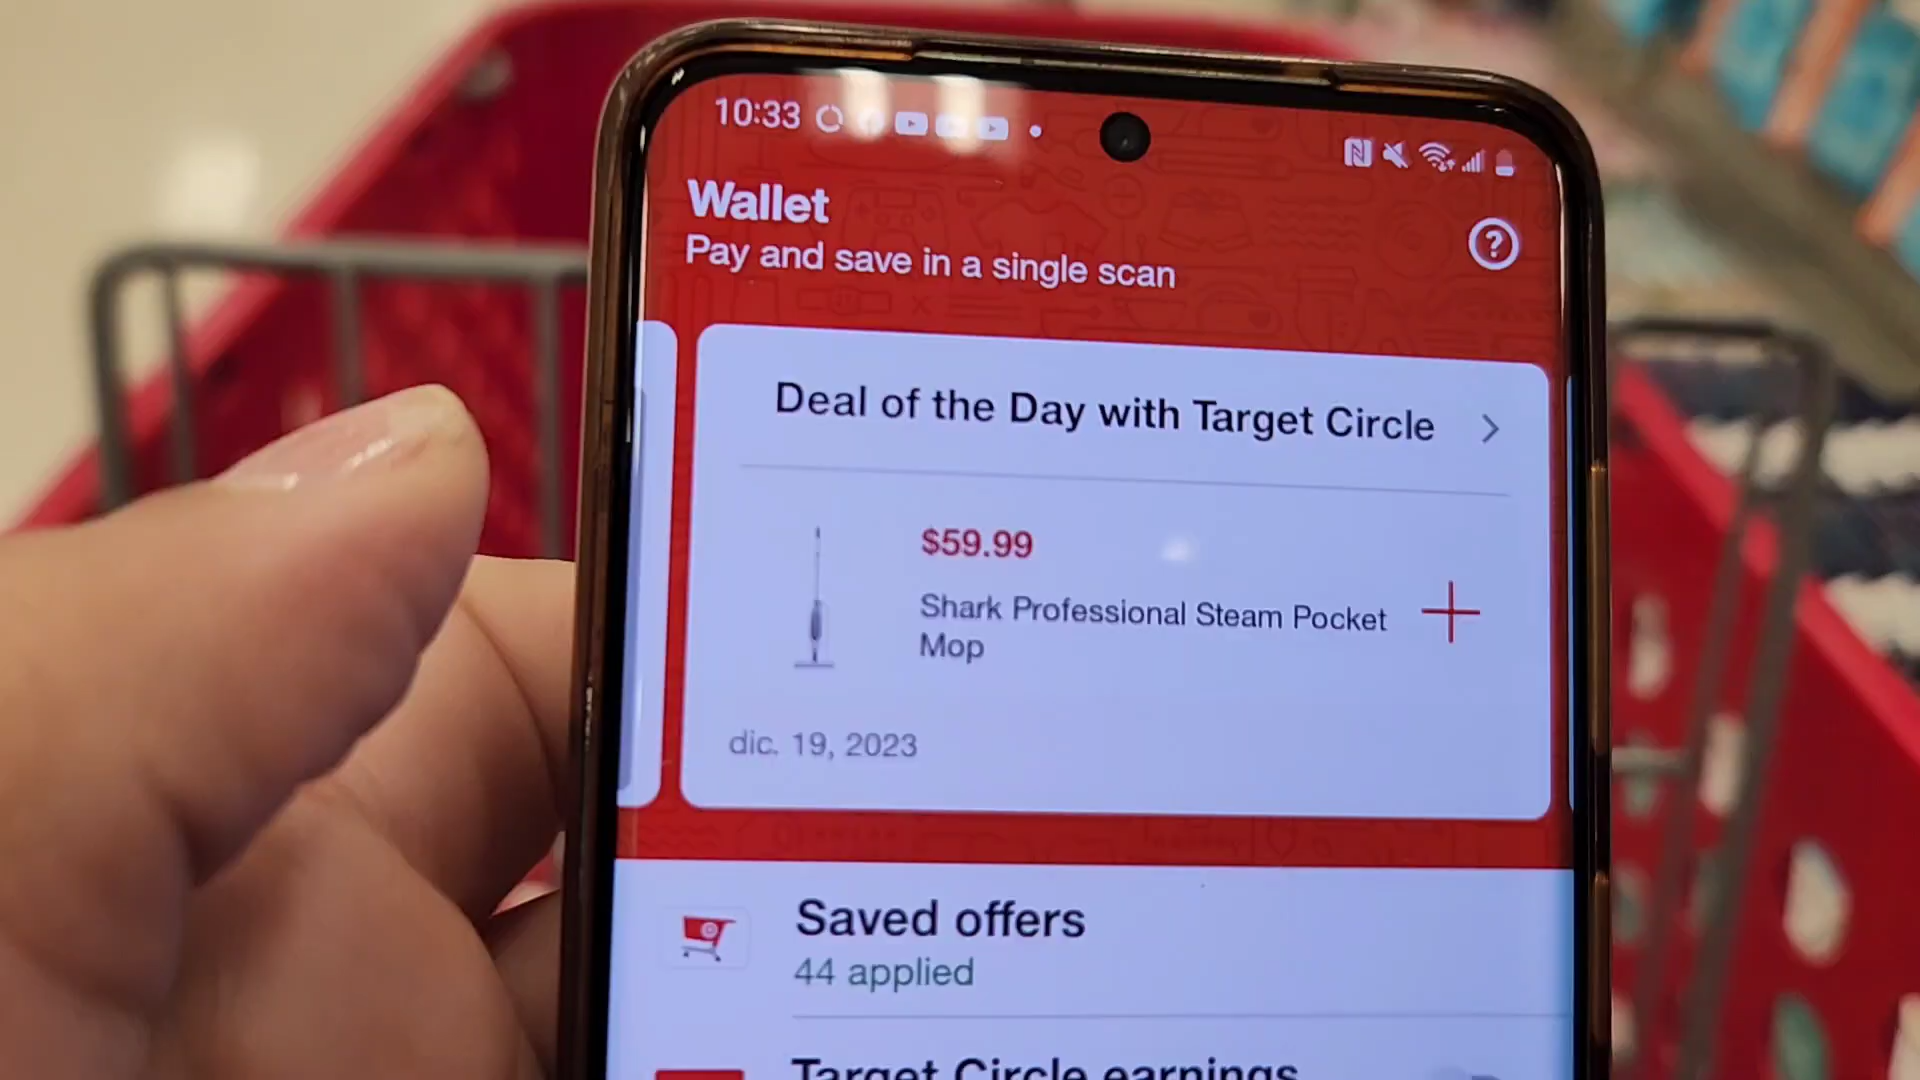 10:33
Wallet
Pay and save in a single scan
?
Deal of the Day with Target Circle
$59.99
Shark Professional Steam Pocket
Mop
dic. 19, 2023
Saved offers
44 applied
Target Circle earnings